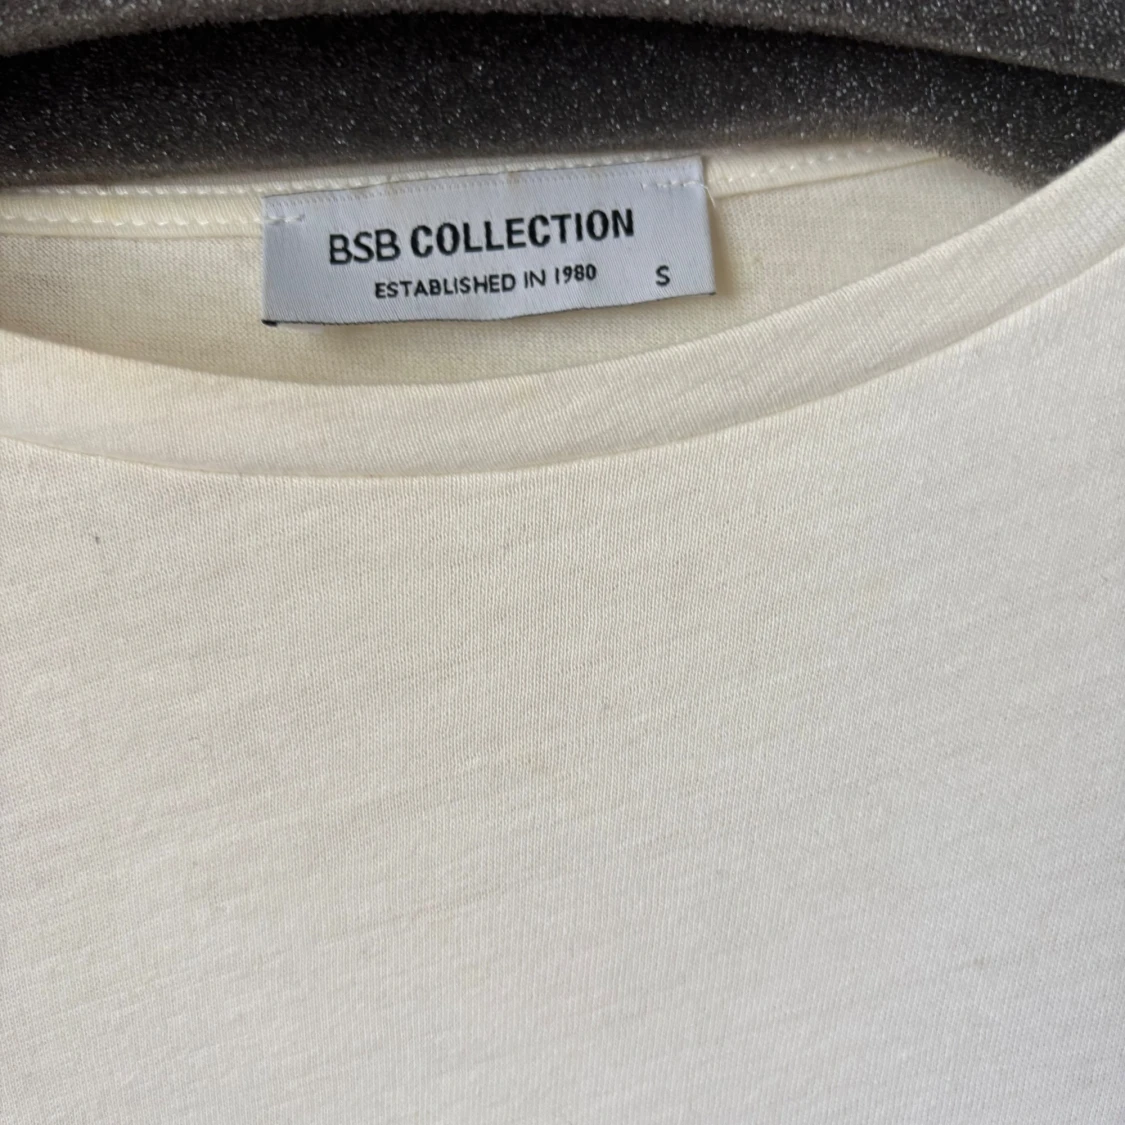 BSB COLLECTION
ESTABLISHED IN 1980 S